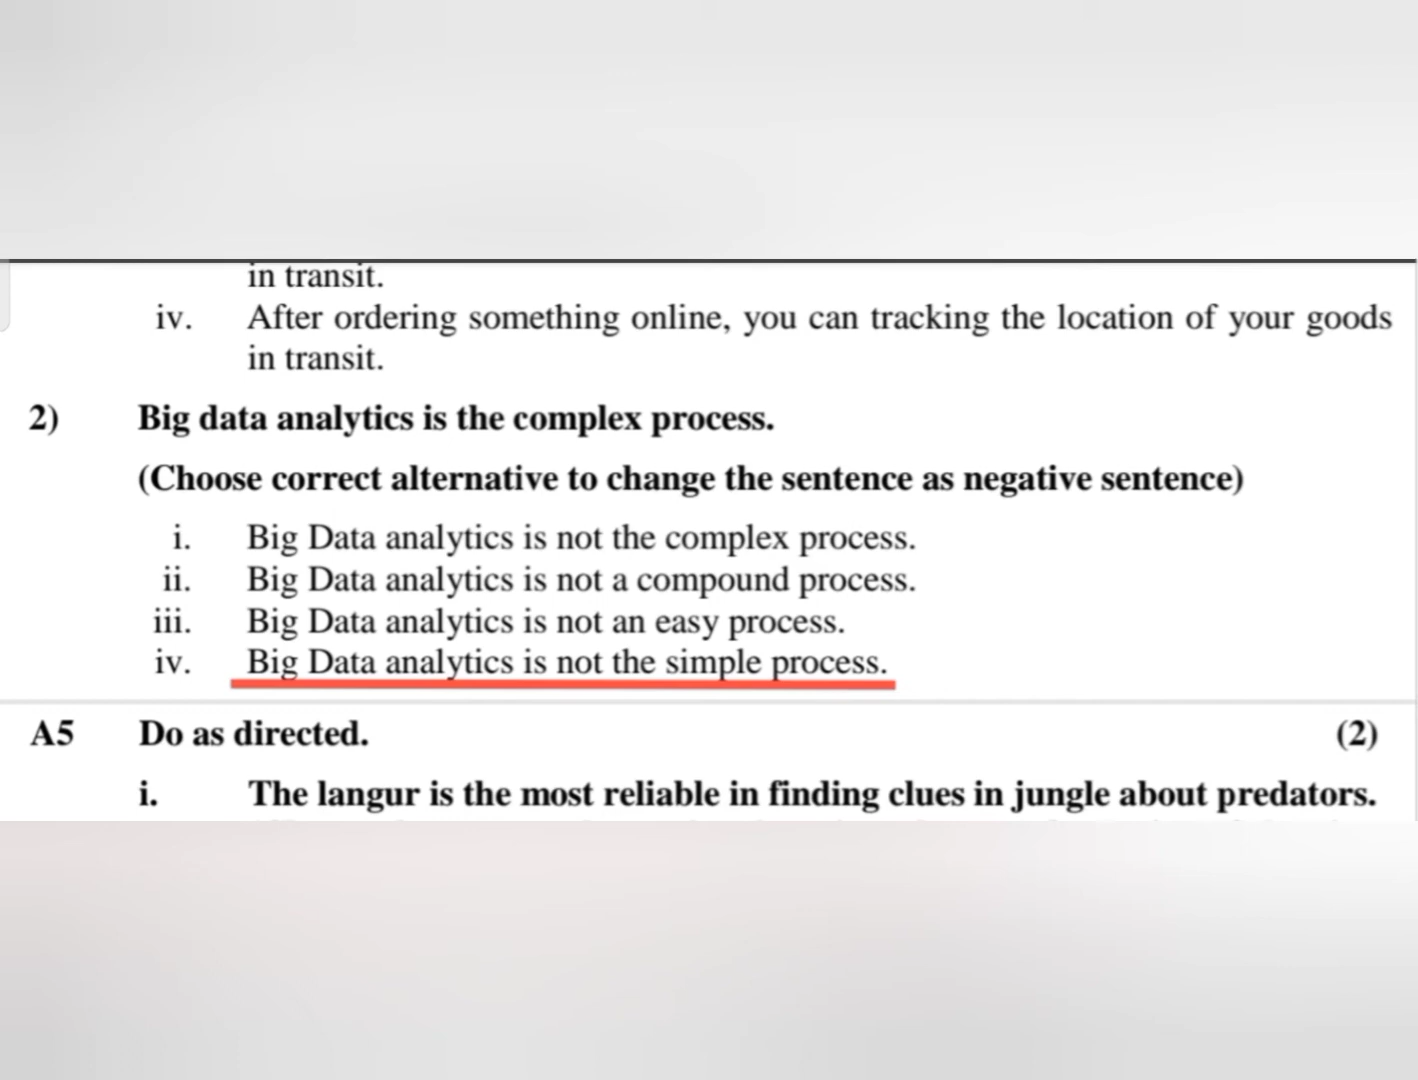 in transit.
iv. After ordering something online, you can tracking the location of your goods
in transit.
2) Big data analytics is the complex process.
(Choose correct alternative to change the sentence as negative sentence)
i. Big Data analytics is not the complex process.
ii. Big Data analytics is not a compound process.
iii. Big Data analytics is not an easy process.
iv. Big Data analytics is not the simple process.
A5 Do as directed. (2)
i. The langur is the most reliable in finding clues in jungle about predators.